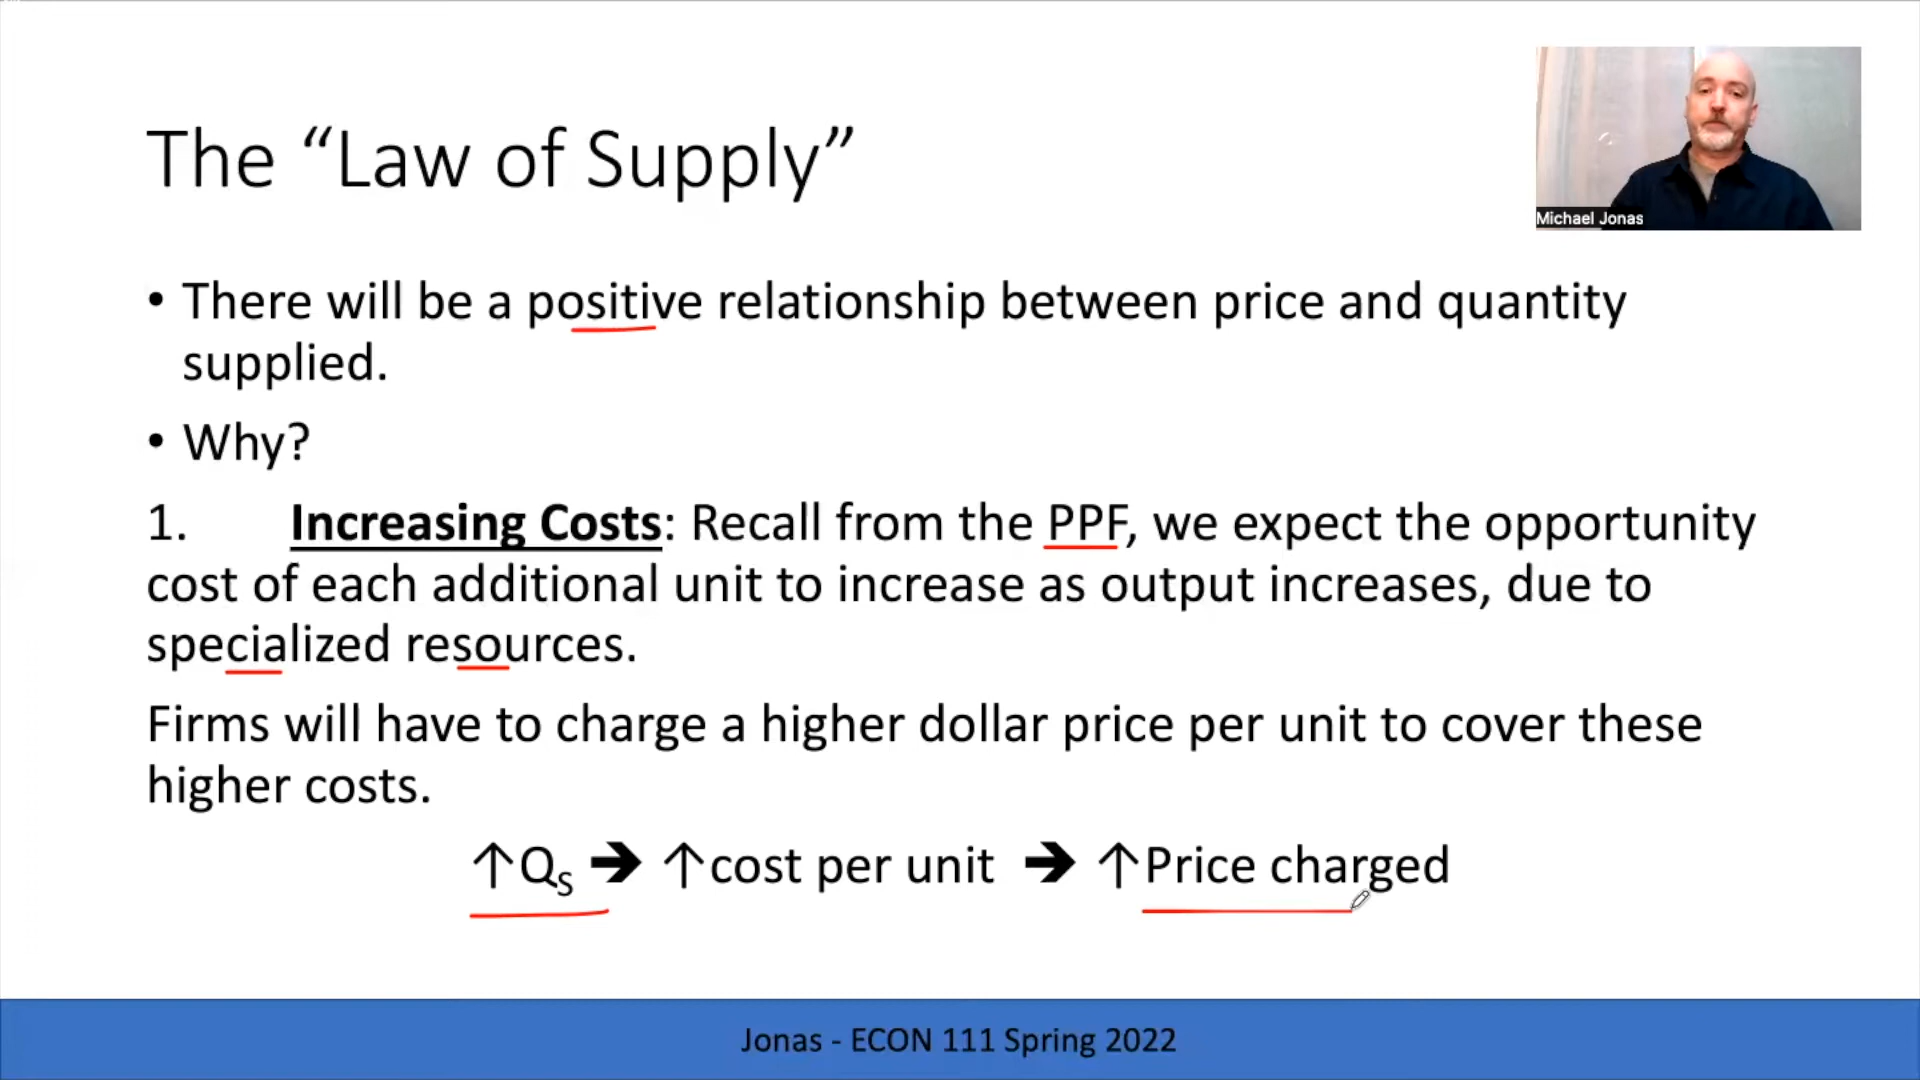 The “Law of Supply”
Michael Jonas
• There will be a positive relationship between price and quantity
supplied.
• Why?
1. Increasing Costs: Recall from the PPF, we expect the opportunity
cost of each additional unit to increase as output increases, due to
specialized resources.
Firms will have to charge a higher dollar price per unit to cover these
higher costs.
↑Qs ➔ ↑cost per unit ➔ ↑Price charged
Jonas - ECON 111 Spring 2022